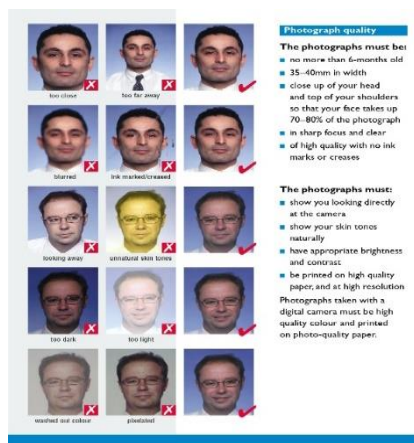 Photograph quality
The photographs must be:
no more than 6-months old
35–40mm in width
close up of your head
and top of your shoulders
so that your face takes up
70–80% of the photograph
in sharp focus and clear
of high quality with no ink
marks or creases
too close
too far away
blurred
ink marked/creased
The photographs must:
show you looking directly
at the camera
show your skin tones
naturally
have appropriate brightness
and contrast
be printed on high quality
paper, and at high resolution
Photographs taken with a
digital camera must be high
quality colour and printed
on photo-quality paper.
looking away
unnatural skin tones
too dark
too light
washed out colour
pixelated